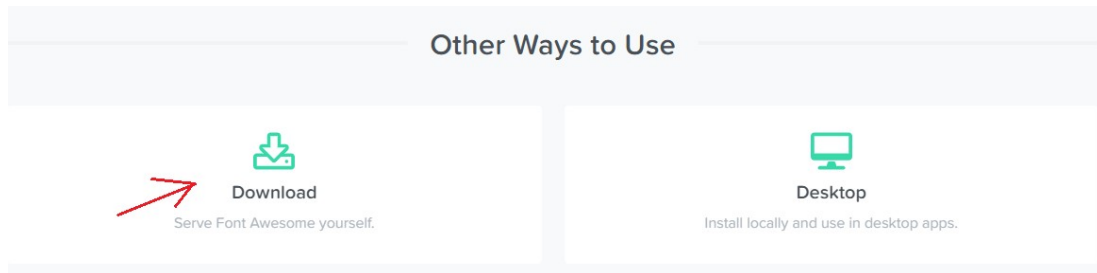 Other Ways to Use
Download
Serve Font Awesome yourself.
Desktop
Install locally and use in desktop apps.